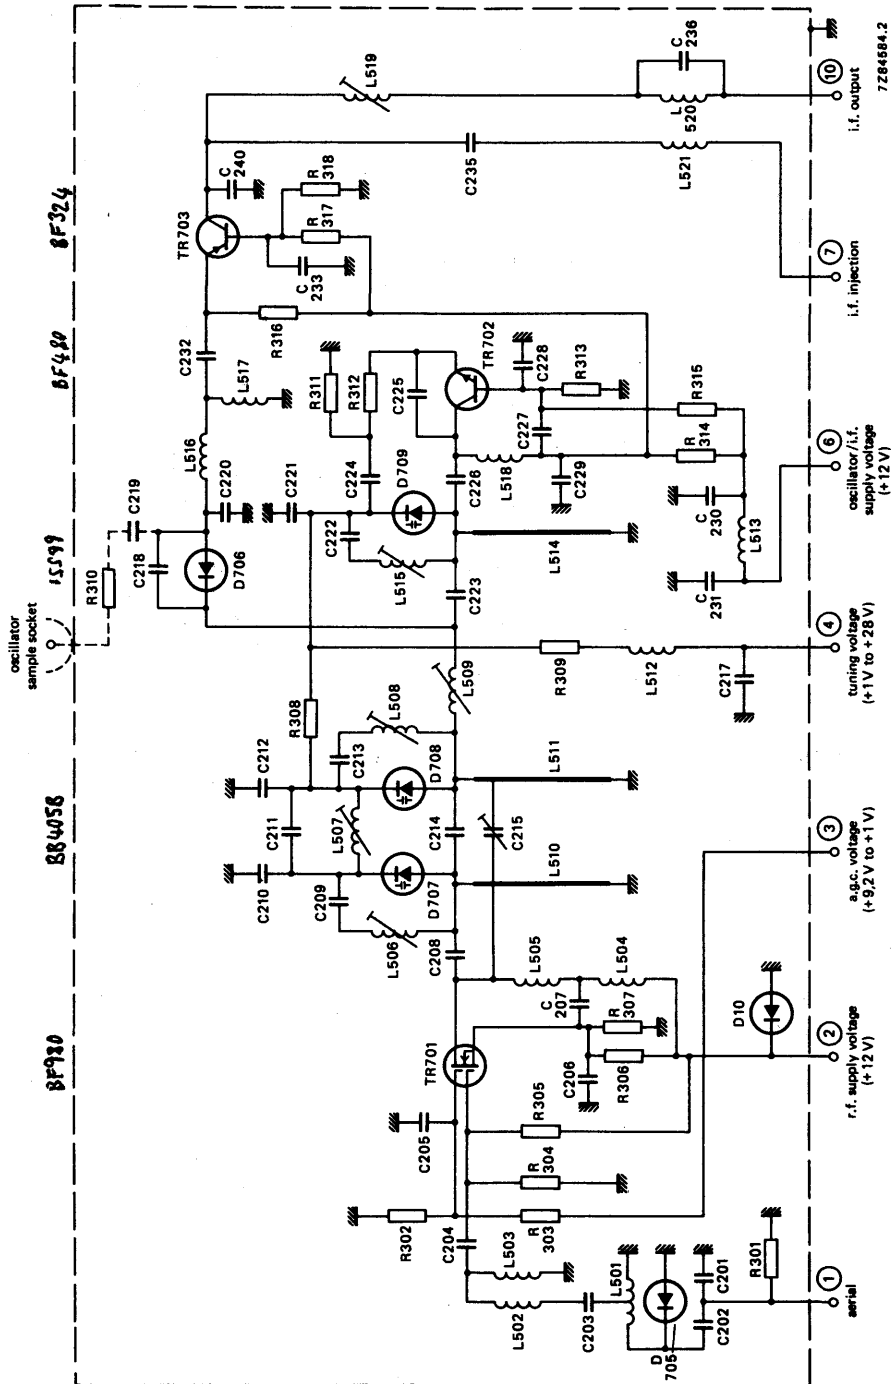 BF980
BB405B
1SS99
BF480
BF324
oscillator
sample socket
R310
C219
C218
D706
C220
L516
L517
C232
R316
TR703
C
240
C
233
R
317
R
318
L519
C210
C212
C211
R308
C209
L507
C213
L508
L506
D707
D708
C208
C214
L509
C215
L510
L511
C221
C222
L515
D709
C223
L514
C224
R311
R312
C225
C226
TR702
L518
C227
C228
R313
C229
R
314
R315
C
230
C
231
L513
C235
L521
L
520
C
236
R309
L512
C217
R302
C205
C204
R
303
R
304
R305
TR701
C206
R306
R
307
C
207
L505
L504
D10
L503
L502
C203
L501
D
705
C202
C201
R301
1
aerial
2
r.f. supply voltage
(+12 V)
3
a.g.c. voltage
(+9,2 V to +1 V)
4
tuning voltage
(+1 V to +28 V)
6
oscillator/i.f.
supply voltage
(+12 V)
7
i.f. injection
10
i.f. output
7Z84584.2